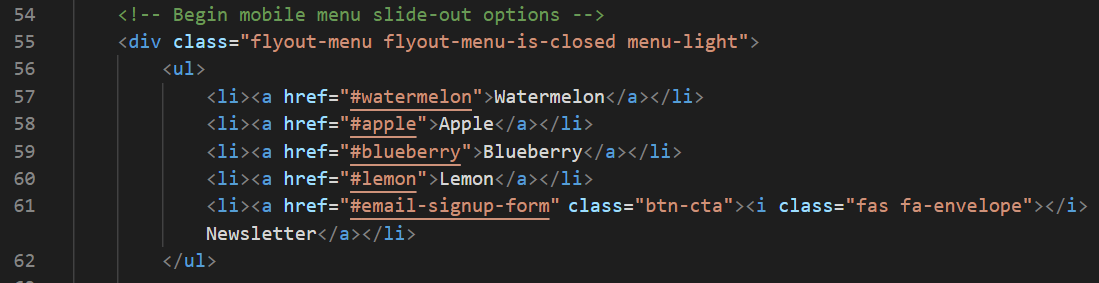 54 <!-- Begin mobile menu slide-out options -->
55 <div class="flyout-menu flyout-menu-is-closed menu-light">
56 <ul>
57 <li><a href="#watermelon">Watermelon</a></li>
58 <li><a href="#apple">Apple</a></li>
59 <li><a href="#blueberry">Blueberry</a></li>
60 <li><a href="#lemon">Lemon</a></li>
61 <li><a href="#email-signup-form" class="btn-cta"><i class="fas fa-envelope"></i>
Newsletter</a></li>
62 </ul>